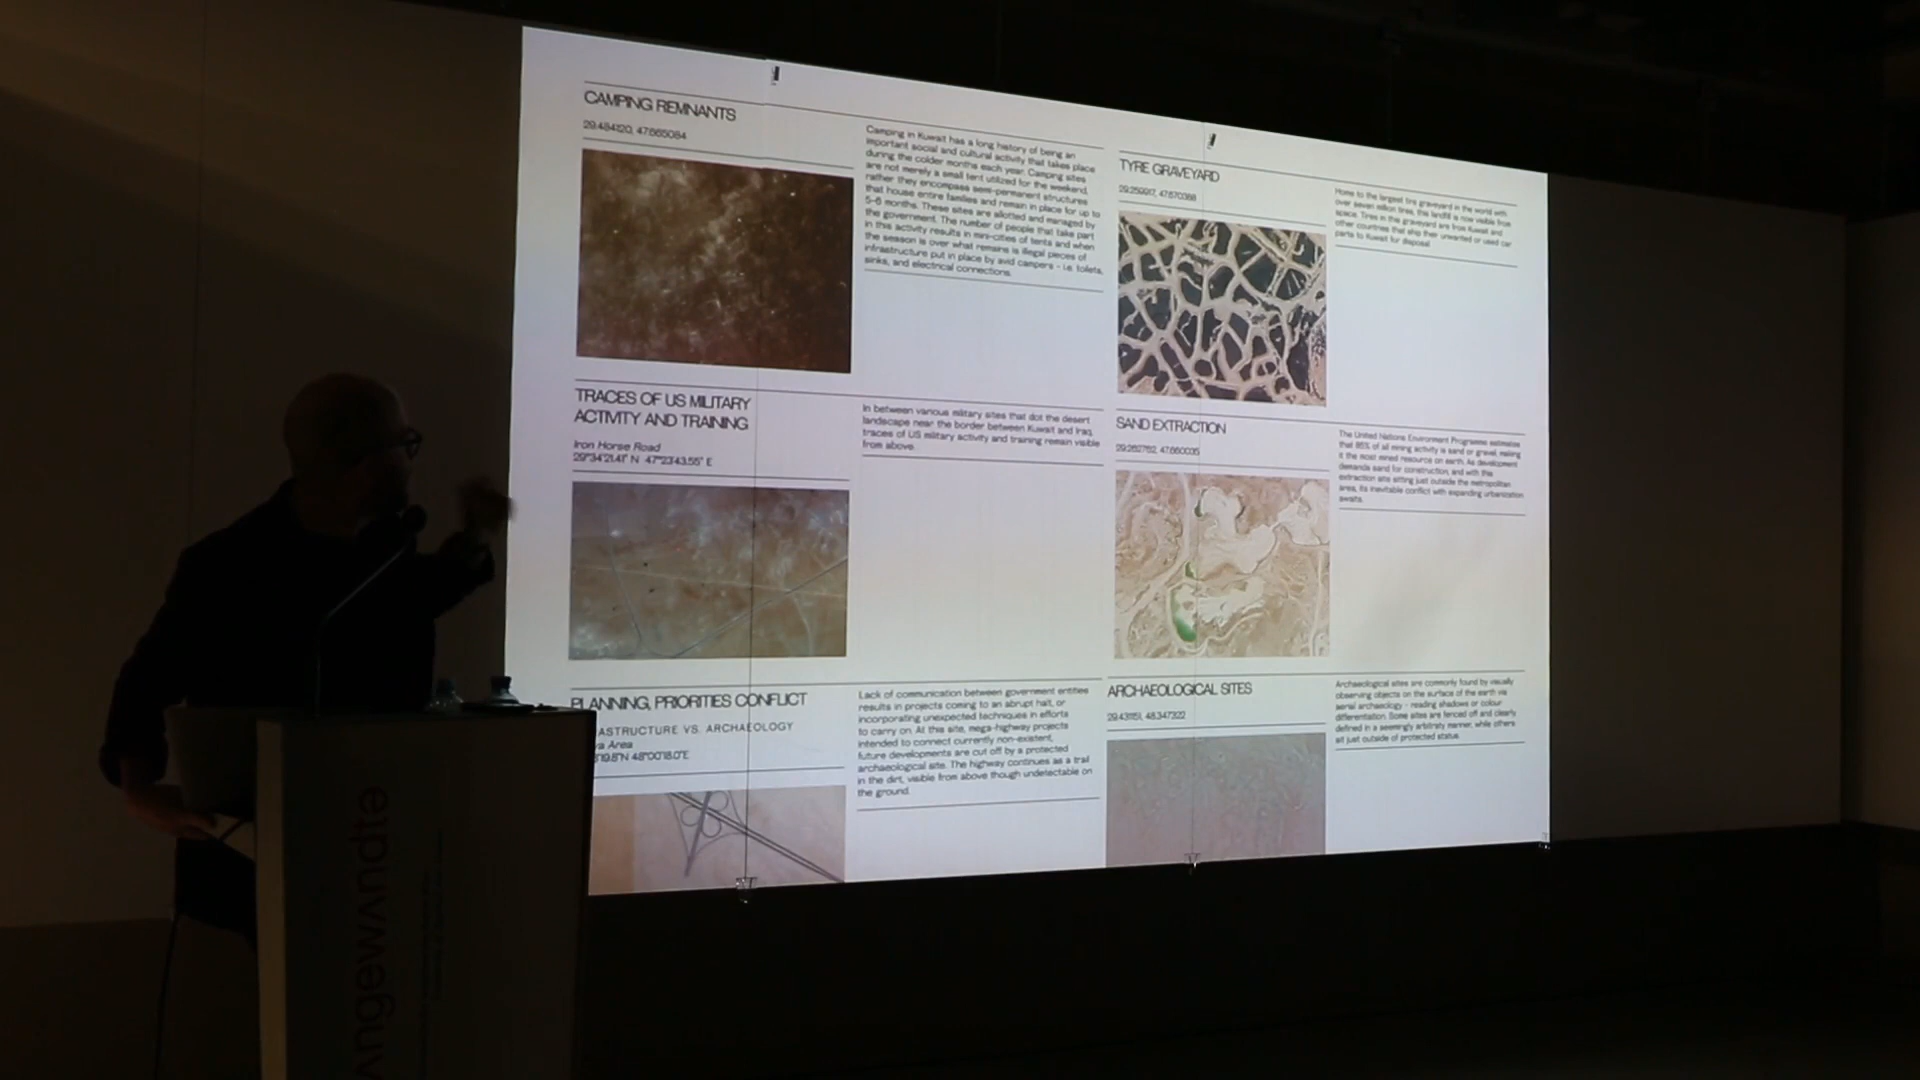 CAMPING REMNANTS
29.484120, 47.665084
Camping in Kuwait has a long history of being an
important social and cultural activity that takes place
during the colder months each year. Camping sites
are not merely a small tent utilized for the weekend,
rather they encompass semi-permanent structures
that house entire families and remain in place for up to
5-6 months. These sites are allotted and managed by
the government. The number of people that take part
in this activity results in mini-cities of tents and when
the season is over what remains is illegal pieces of
infrastructure put in place by avid campers - i.e. toilets,
sinks, and electrical connections.
TRACES OF US MILITARY
ACTIVITY AND TRAINING
Iron Horse Road
29°34'21.41" N 47°23'43.55" E
In between various military sites that dot the desert
landscape near the border between Kuwait and Iraq,
traces of US military activity and training remain visible
from above.
PLANNING, PRIORITIES CONFLICT
ASTRUCTURE VS. ARCHAEOLOGY
Area
48°00'18.0"E
Lack of communication between government entities
results in projects coming to an abrupt halt, or
incorporating unexpected techniques in efforts
to carry on. At this site, mega-highway projects
intended to connect currently non-existent,
future developments are cut off by a protected
archaeological site. The highway continues as a trail
in the dirt, visible from above though undetectable on
the ground.
TYRE GRAVEYARD
Home to the largest tire graveyard in the world with
over seven million tires, this landfill is now visible from
space. Tires in the graveyard are from Kuwait and
other countries that ship their unwanted or used car
parts to Kuwait for disposal.
SAND EXTRACTION
29.262762, 47.660035
The United Nations Environment Programme estimates
that 85% of all mining activity is sand or gravel, making
it the most mined resource on earth. As development
demands sand for construction, and with this
extraction site sitting just outside the metropolitan
area, its inevitable conflict with expanding urbanization
awaits.
ARCHAEOLOGICAL SITES
29.431151, 48.347322
Archaeological sites are commonly found by visually
observing objects on the surface of the earth via
aerial archaeology - reading shadows or colour
differentiation. Some sites are fenced off and clearly
defined in a seemingly arbitrary manner, while others
sit just outside of protected status.
Angewandte